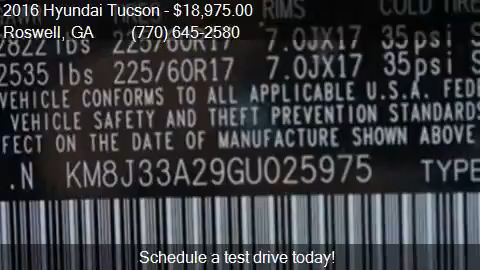 2016 Hyundai Tucson - $18,975.00
Roswell, GA (770) 645-2580
RIMS COLD TIRE
2822 lbs 225/60R17 7.0JX17 35psi S
2535 lbs 225/60R17 7.0JX17 35psi S
VEHICLE CONFORMS TO ALL APPLICABLE U.S.A. FED
VEHICLE SAFETY AND THEFT PREVENTION STANDARDS
FECT ON THE DATE OF MANUFACTURE SHOWN ABOVE
.N KM8J33A29GU025975 TYPE
Schedule a test drive today!